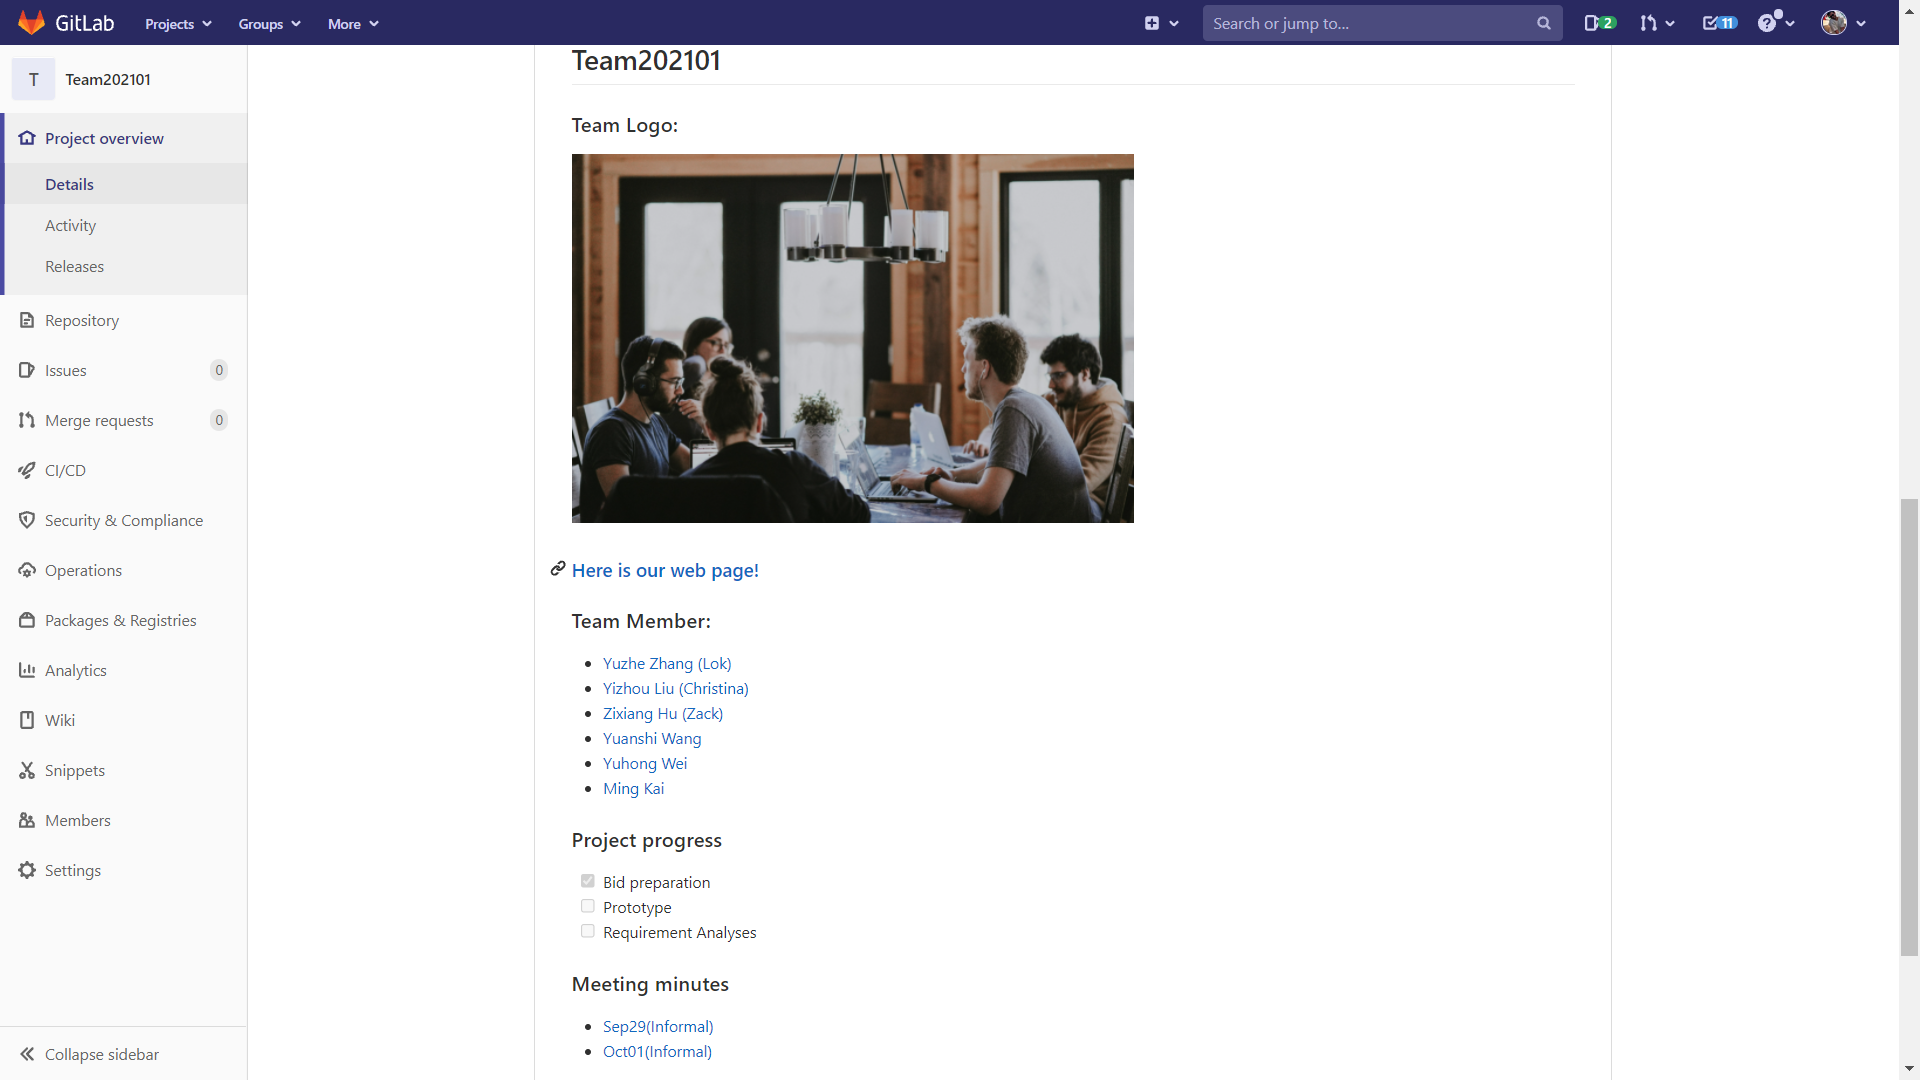 GitLab Projects Groups More Search or jump to... 2 11
T Team202101
Project overview
Details
Activity
Releases
Repository
Issues 0
Merge requests 0
CI/CD
Security & Compliance
Operations
Packages & Registries
Analytics
Wiki
Snippets
Members
Settings
Collapse sidebar
Team202101
Team Logo:
Here is our web page!
Team Member:
Yuzhe Zhang (Lok)
Yizhou Liu (Christina)
Zixiang Hu (Zack)
Yuanshi Wang
Yuhong Wei
Ming Kai
Project progress
Bid preparation
Prototype
Requirement Analyses
Meeting minutes
Sep29(Informal)
Oct01(Informal)